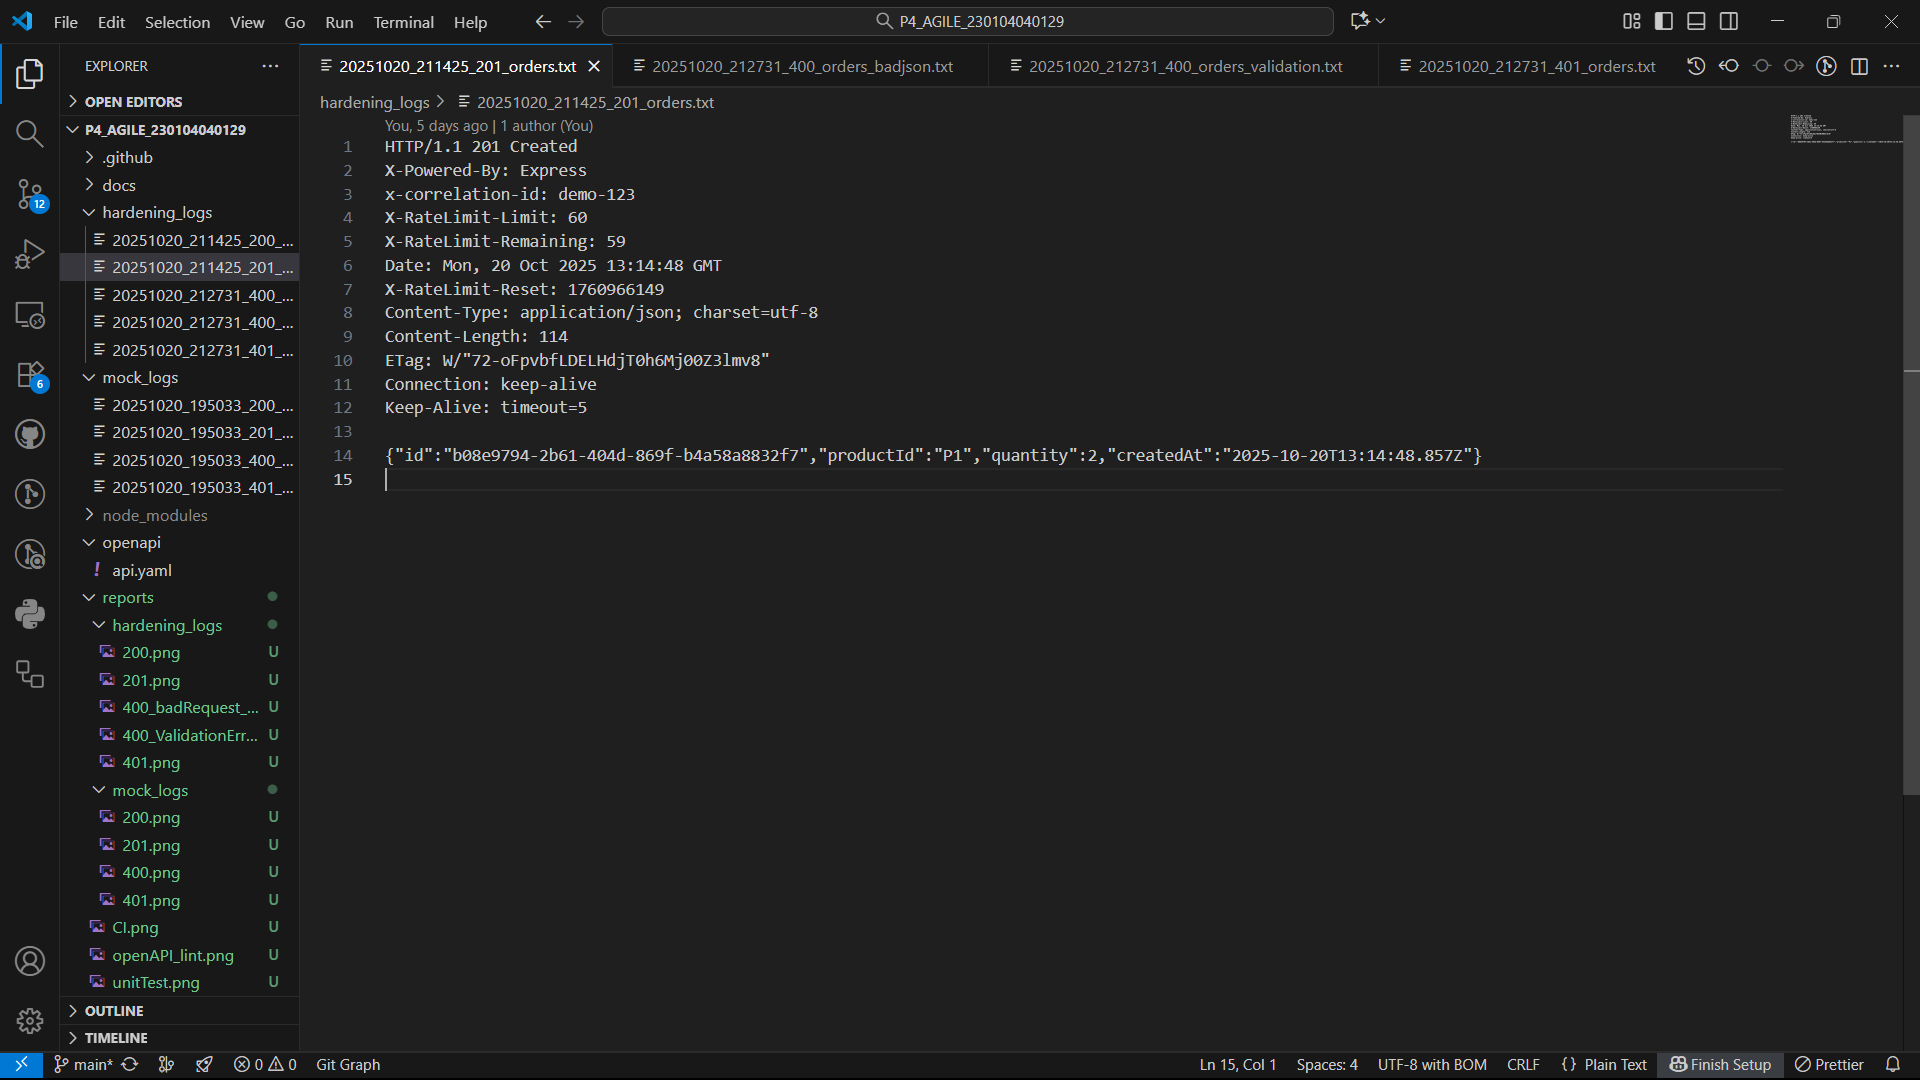 File Edit Selection View Go Run Terminal Help
P4_AGILE_230104040129
EXPLORER
OPEN EDITORS
P4_AGILE_230104040129
.github
docs
hardening_logs
20251020_211425_200_...
20251020_211425_201_...
20251020_212731_400_...
20251020_212731_400_...
20251020_212731_401_...
mock_logs
20251020_195033_200_...
20251020_195033_201_...
20251020_195033_400_...
20251020_195033_401_...
node_modules
openapi
! api.yaml
reports
hardening_logs
200.png U
201.png U
400_badRequest_... U
400_ValidationErr... U
401.png U
mock_logs
200.png U
201.png U
400.png U
401.png U
CI.png U
openAPI_lint.png U
unitTest.png U
OUTLINE
TIMELINE
12
6
20251020_211425_201_orders.txt
20251020_212731_400_orders_badjson.txt
20251020_212731_400_orders_validation.txt
20251020_212731_401_orders.txt
hardening_logs > 20251020_211425_201_orders.txt
You, 5 days ago | 1 author (You)
1 HTTP/1.1 201 Created
2 X-Powered-By: Express
3 x-correlation-id: demo-123
4 X-RateLimit-Limit: 60
5 X-RateLimit-Remaining: 59
6 Date: Mon, 20 Oct 2025 13:14:48 GMT
7 X-RateLimit-Reset: 1760966149
8 Content-Type: application/json; charset=utf-8
9 Content-Length: 114
10 ETag: W/"72-oFpvbfLDELHdjT0h6Mj00Z3lmv8"
11 Connection: keep-alive
12 Keep-Alive: timeout=5
13
14 {"id":"b08e9794-2b61-404d-869f-b4a58a8832f7","productId":"P1","quantity":2,"createdAt":"2025-10-20T13:14:48.857Z"}
15
main* 0 0 Git Graph
Ln 15, Col 1 Spaces: 4 UTF-8 with BOM CRLF {} Plain Text Finish Setup Prettier